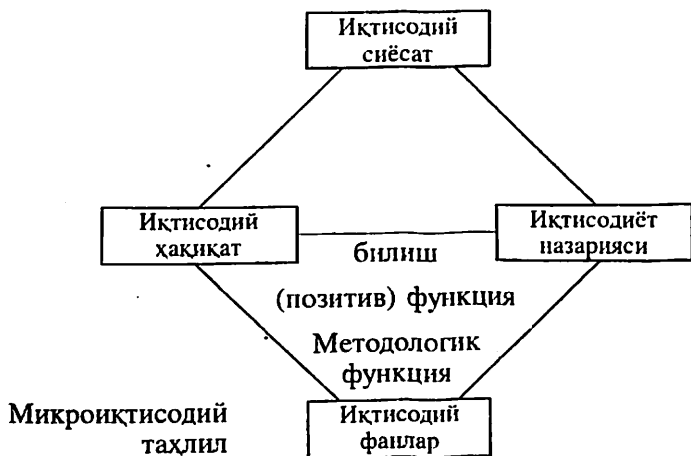 Иқтисодий
сиёсат
Иқтисодий
ҳақиқат
Иқтисодиёт
назарияси
билиш
(позитив) функция
Методологик
функция
Микроиқтисодий
таҳлил
Иқтисодий
фанлар